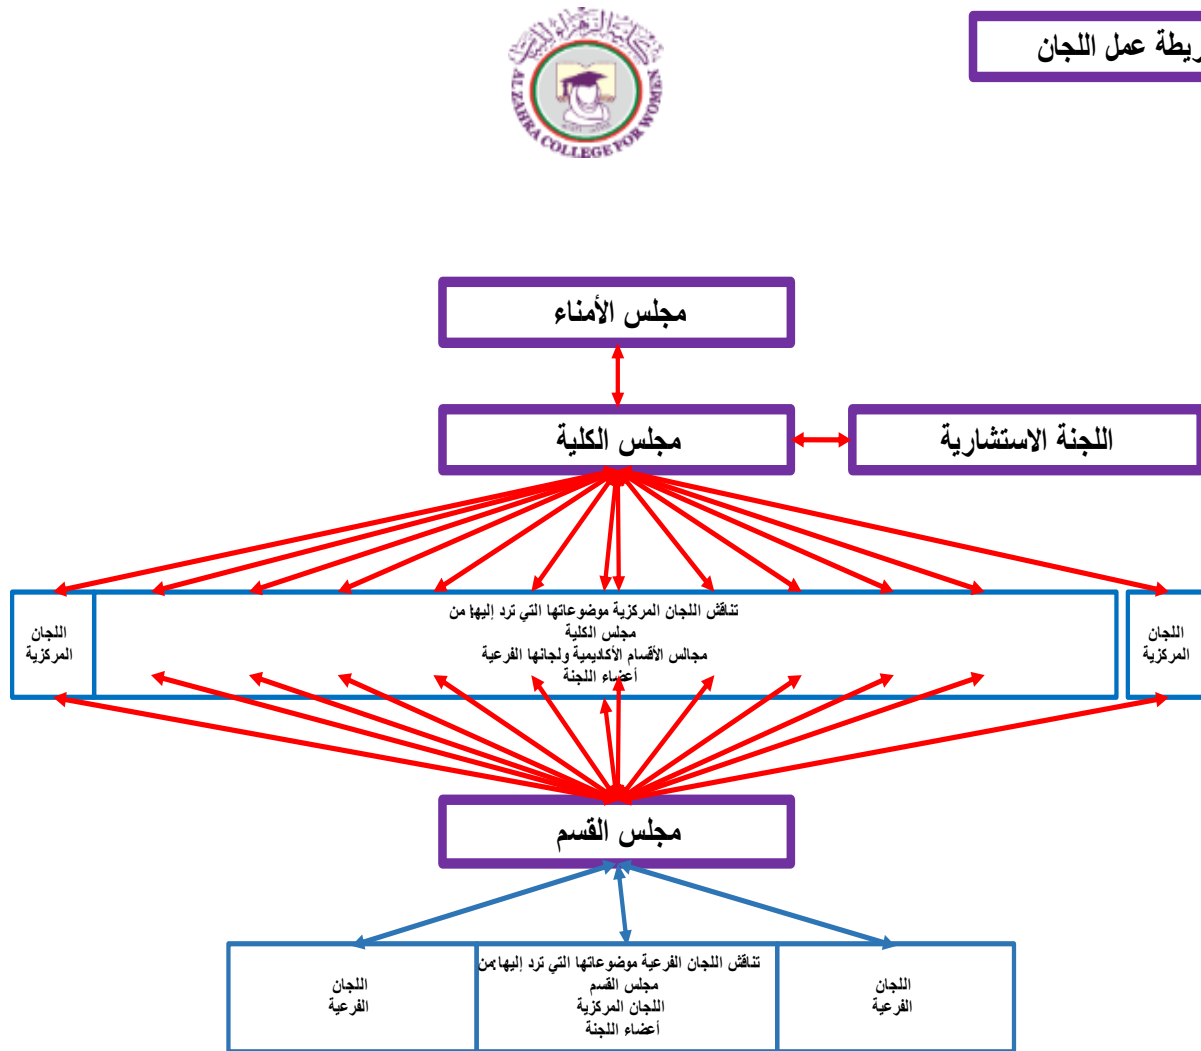 ريطة عمل اللجان
AL ZAHRA COLLEGE FOR WOMEN
مجلس الأمناء
مجلس الكلية
اللجنة الاستشارية
اللجان
المركزية
تناقش اللجان المركزية موضوعاتها التي ترد إليها من
مجلس الكلية
مجالس الأقسام الأكاديمية ولجانها الفرعية
أعضاء اللجنة
اللجان
المركزية
مجلس القسم
اللجان
الفرعية
تناقش اللجان الفرعية موضوعاتها التي ترد إليها من:
مجلس القسم
اللجان المركزية
أعضاء اللجنة
اللجان
الفرعية